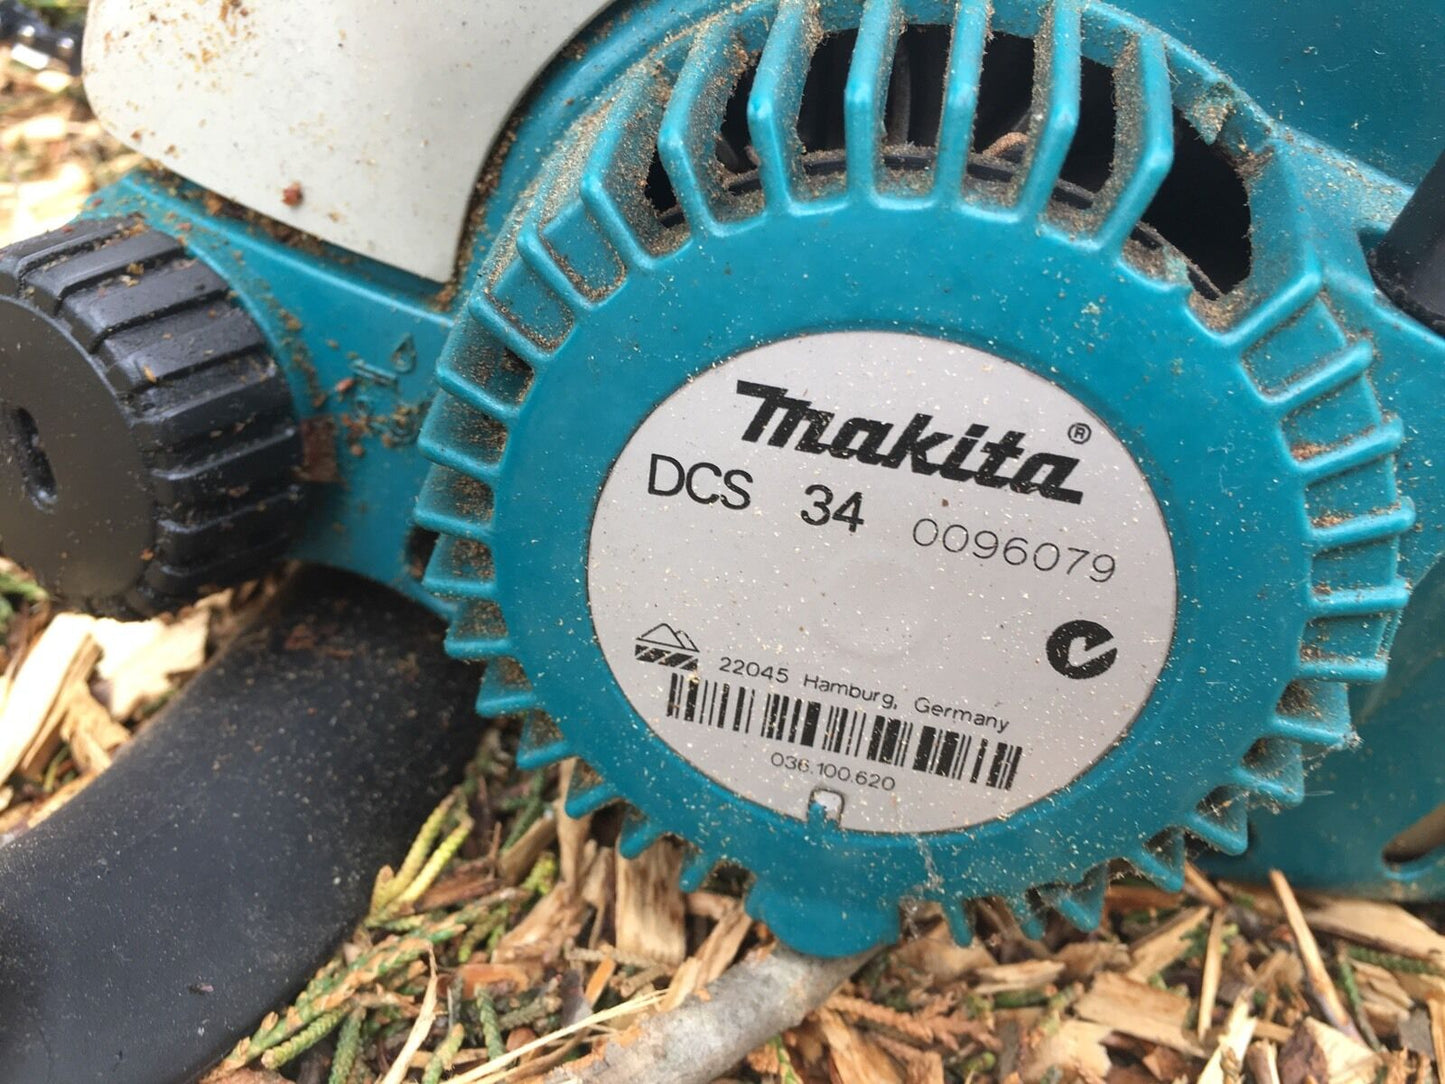 makita®
DCS 34 0096079
22045 Hamburg, Germany
036.100.620